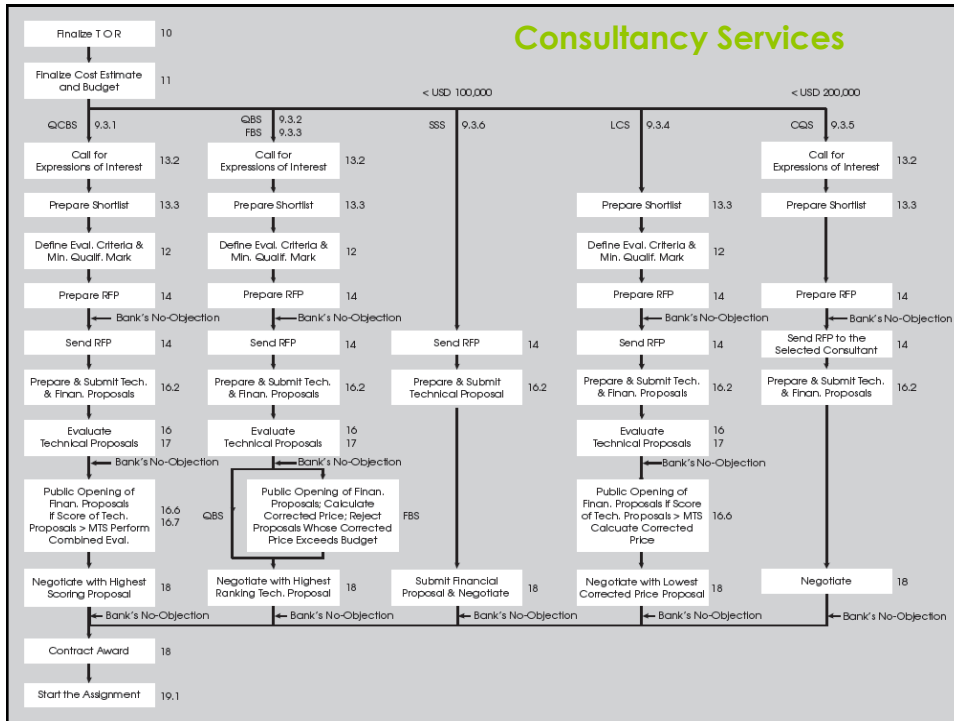 Consultancy Services
Finalize T O R
10
Finalize Cost Estimate
and Budget
11
< USD 100,000
< USD 200,000
QCBS
9.3.1
QBS
9.3.2
FBS
9.3.3
SSS
9.3.6
LCS
9.3.4
CQS
9.3.5
Call for
Expressions of Interest
13.2
Prepare Shortlist
13.3
Define Eval. Criteria &
Min. Qualif. Mark
12
Prepare RFP
14
Bank's No-Objection
Send RFP
14
Prepare & Submit Tech.
& Finan. Proposals
16.2
Evaluate
Technical Proposals
16
17
Bank's No-Objection
Public Opening of
Finan. Proposals
if Score of Tech.
Proposals > MTS Perform
Combined Eval.
16.6
16.7
Negotiate with Highest
Scoring Proposal
18
Bank's No-Objection
Contract Award
18
Start the Assignment
19.1
Call for
Expressions of Interest
13.2
Prepare Shortlist
13.3
Define Eval. Criteria &
Min. Qualif. Mark
12
Prepare RFP
14
Bank's No-Objection
Send RFP
14
Prepare & Submit Tech.
& Finan. Proposals
16.2
Evaluate
Technical Proposals
16
17
Bank's No-Objection
QBS
Public Opening of Finan.
Proposals; Calculate
Corrected Price; Reject
Proposals Whose Corrected
Price Exceeds Budget
FBS
Negotiate with Highest
Ranking Tech. Proposal
18
Bank's No-Objection
Send RFP
14
Prepare & Submit
Technical Proposal
16.2
Submit Financial
Proposal & Negotiate
18
Bank's No-Objection
Prepare Shortlist
13.3
Define Eval. Criteria &
Min. Qualif. Mark
12
Prepare RFP
14
Bank's No-Objection
Send RFP
14
Prepare & Submit Tech.
& Finan. Proposals
16.2
Evaluate
Technical Proposals
16
17
Bank's No-Objection
Public Opening of
Finan. Proposals if Score
of Tech. Proposals > MTS
Calcuate Corrected
Price
16.6
Negotiate with Lowest
Corrected Price Proposal
18
Bank's No-Objection
Call for
Expressions of Interest
13.2
Prepare Shortlist
13.3
Prepare RFP
14
Bank's No-Objection
Send RFP to the
Selected Consultant
14
Prepare & Submit Tech.
& Finan. Proposals
16.2
Negotiate
18
Bank's No-Objection